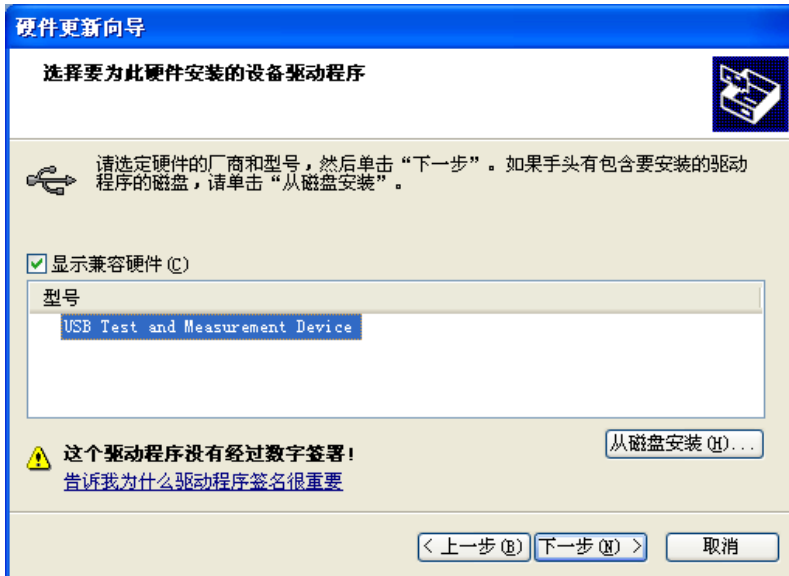 硬件更新向导
选择要为此硬件安装的设备驱动程序
请选定硬件的厂商和型号，然后单击“下一步”。如果手头有包含要安装的驱动
程序的磁盘，请单击“从磁盘安装”。
显示兼容硬件(C)
型号
USB Test and Measurement Device
从磁盘安装(H)...
这个驱动程序没有经过数字签署!
告诉我为什么驱动程序签名很重要
< 上一步(B) 下一步(N) > 取消